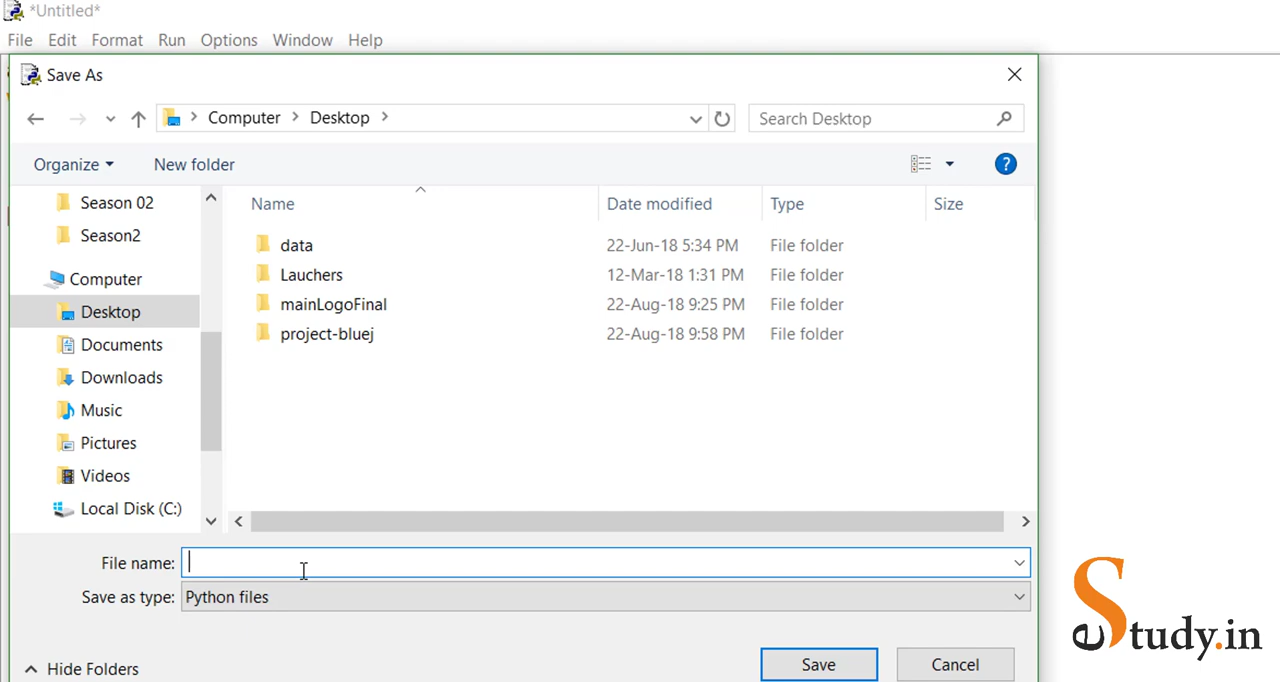 *Untitled*
File Edit Format Run Options Window Help
Save As
Computer Desktop
Search Desktop
Organize New folder
?
Season 02
Season2
Computer
Desktop
Documents
Downloads
Music
Pictures
Videos
Local Disk (C:)
Name Date modified Type Size
data 22-Jun-18 5:34 PM File folder
Lauchers 12-Mar-18 1:31 PM File folder
mainLogoFinal 22-Aug-18 9:25 PM File folder
project-bluej 22-Aug-18 9:58 PM File folder
File name:
Save as type: Python files
Hide Folders
Save Cancel
eStudy.in